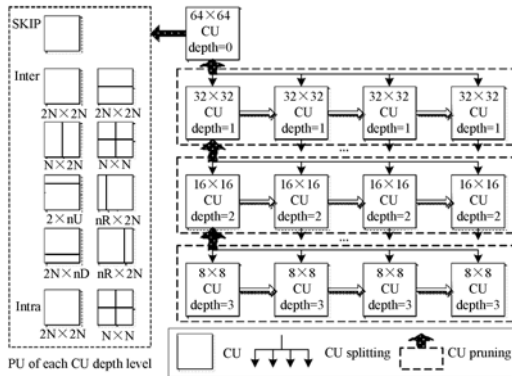 SKIP
Inter
2N×2N
2N×2N
N×2N
N×N
2×nU
nR×2N
2N×nD
nR×2N
Intra
2N×2N
N×N
PU of each CU depth level
64×64
CU
depth=0
32×32
CU
depth=1
32×32
CU
depth=1
32×32
CU
depth=1
32×32
CU
depth=1
...
16×16
CU
depth=2
16×16
CU
depth=2
16×16
CU
depth=2
16×16
CU
depth=2
...
8×8
CU
depth=3
8×8
CU
depth=3
8×8
CU
depth=3
8×8
CU
depth=3
CU
CU splitting
CU pruning